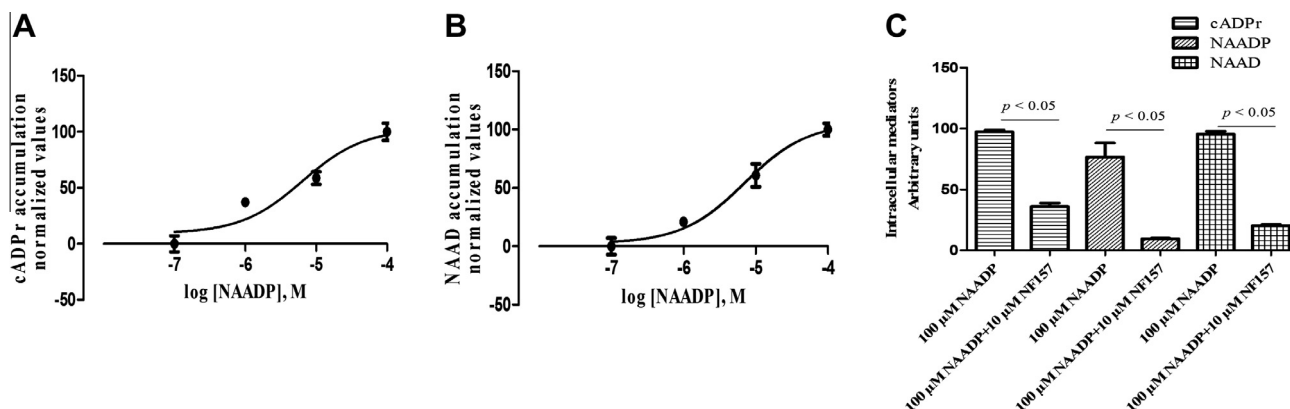 A
cADPr accumulation
normalized values
150
100
50
0
-50
-7
-6
-5
-4
log [NAADP], M
B
NAAD accumulation
normalized values
150
100
50
0
-50
-7
-6
-5
-4
log [NAADP], M
C
cADPr
NAADP
NAAD
Intracellular mediators
Arbitrary units
150
100
50
0
p < 0.05
p < 0.05
p < 0.05
100 µM NAADP
100 µM NAADP+10 µM NF157
100 µM NAADP
100 µM NAADP+10 µM NF157
100 µM NAADP
100 µM NAADP+10 µM NF157